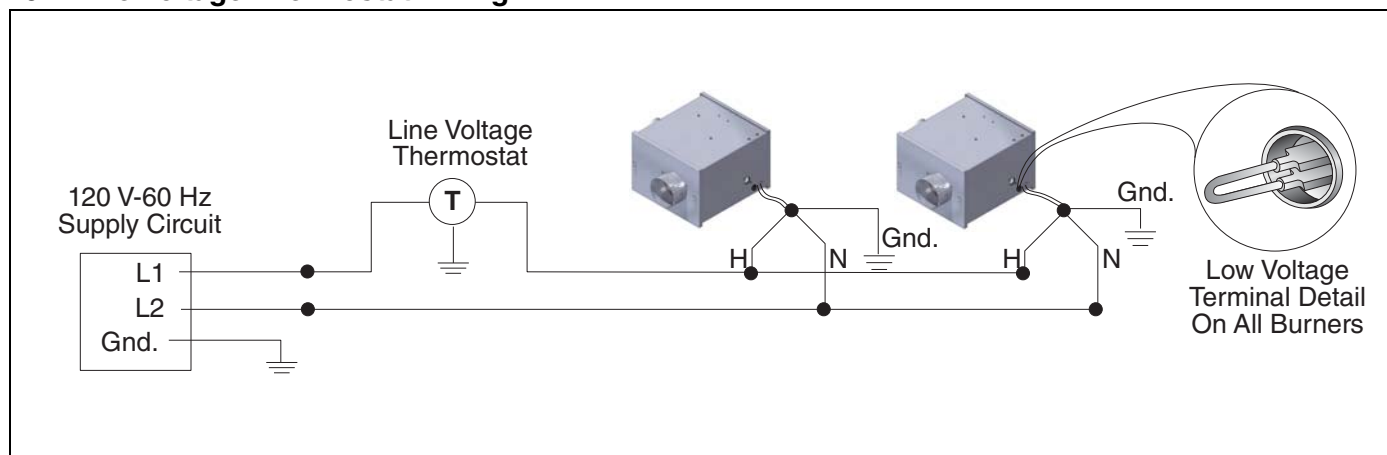 Line Voltage
Thermostat
T
120 V-60 Hz
Supply Circuit
L1
L2
Gnd.
H
N
Gnd.
H
N
Gnd.
Low Voltage
Terminal Detail
On All Burners